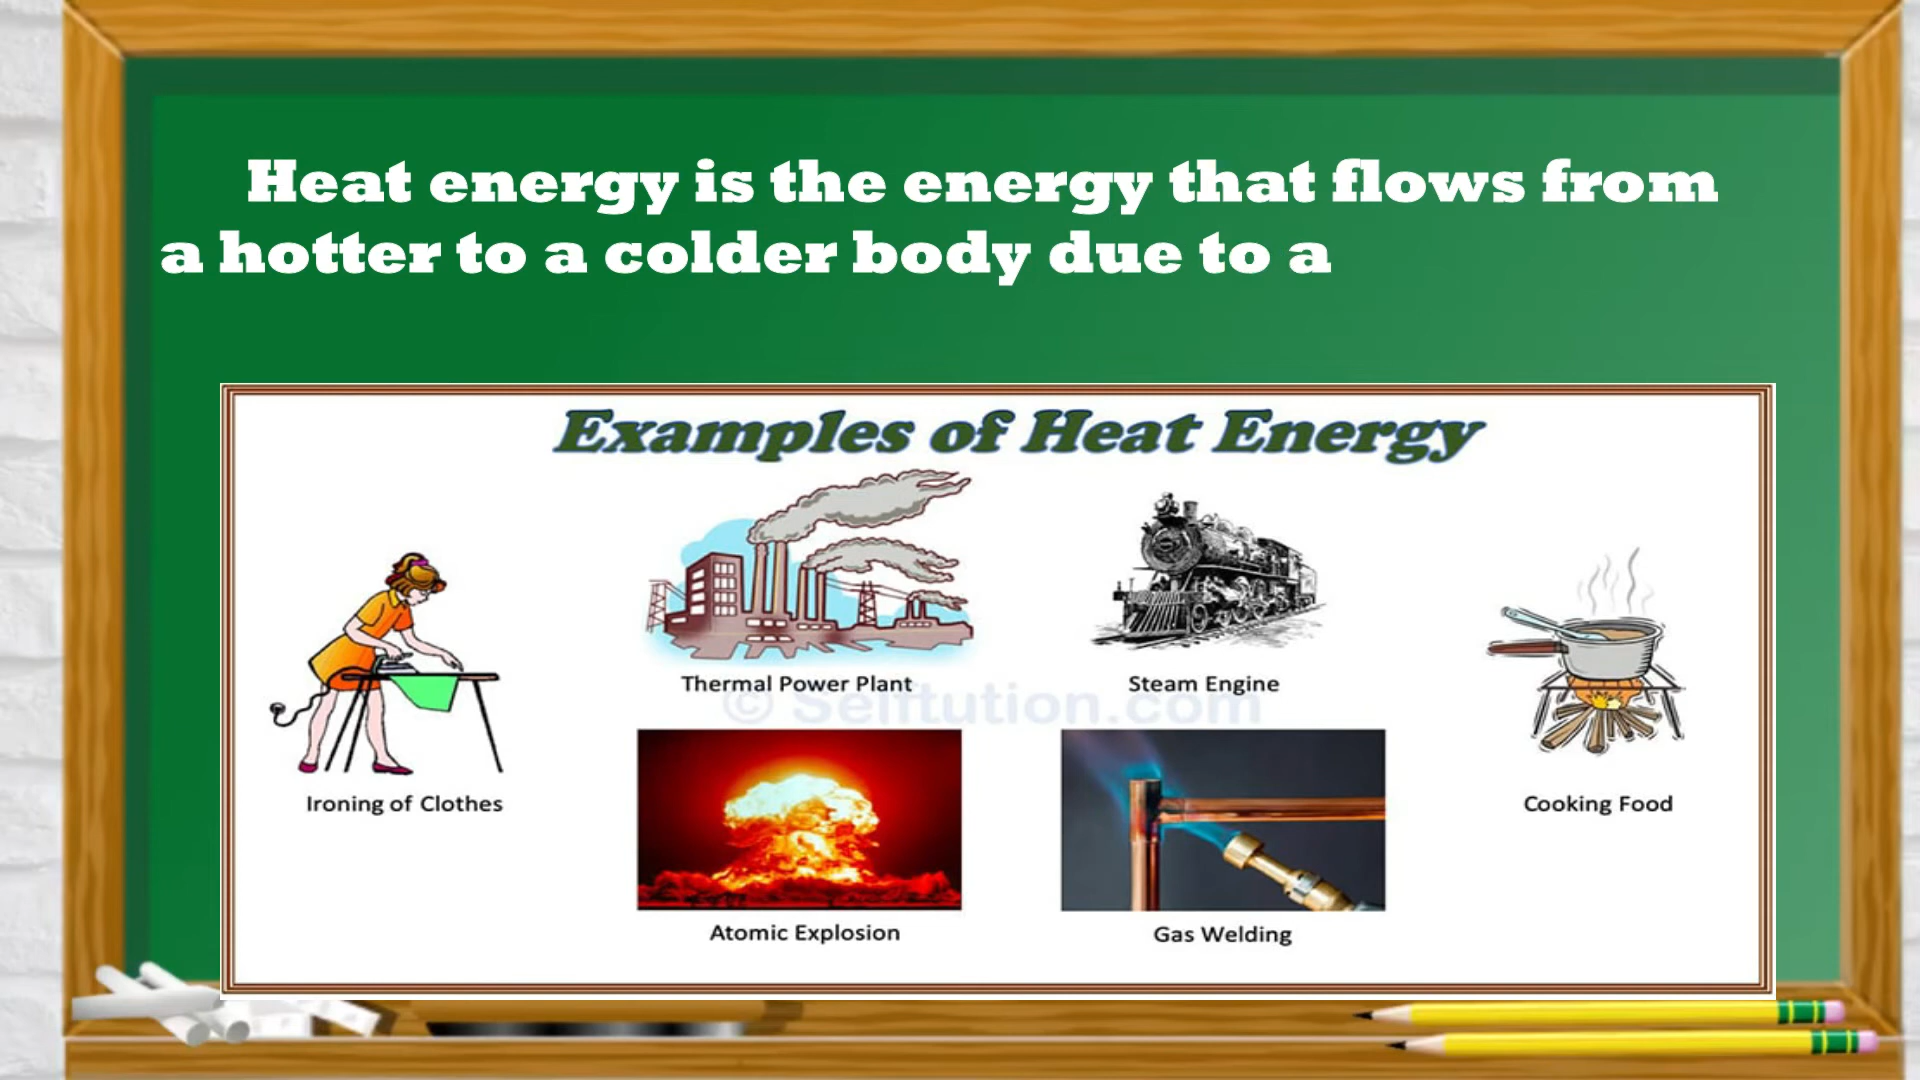 Heat energy is the energy that flows from
a hotter to a colder body due to a
Examples of Heat Energy
Thermal Power Plant
Steam Engine
© Selftution.com
Ironing of Clothes
Cooking Food
Atomic Explosion
Gas Welding